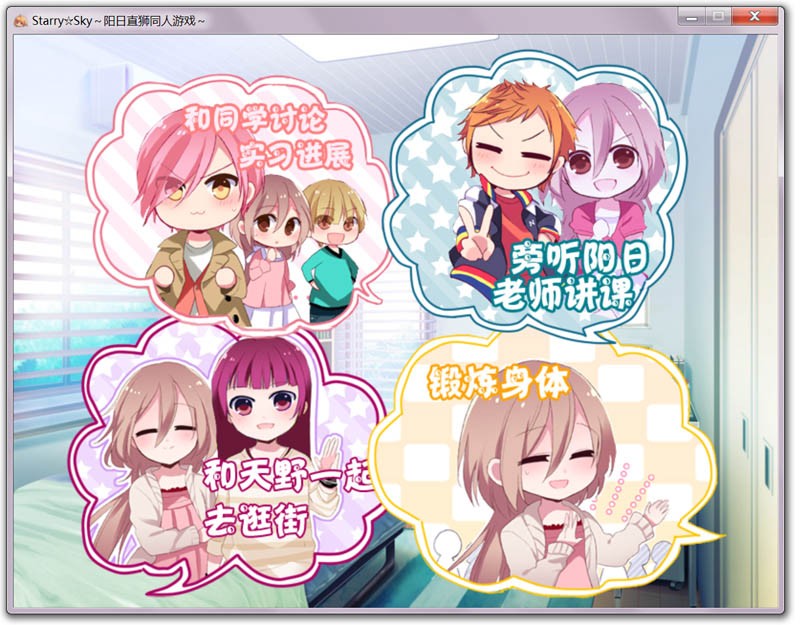 Starry☆Sky～阳日直狮同人游戏～
和同学讨论
实习进展
旁听阳日
老师讲课
和天野一起
去逛街
锻炼身体